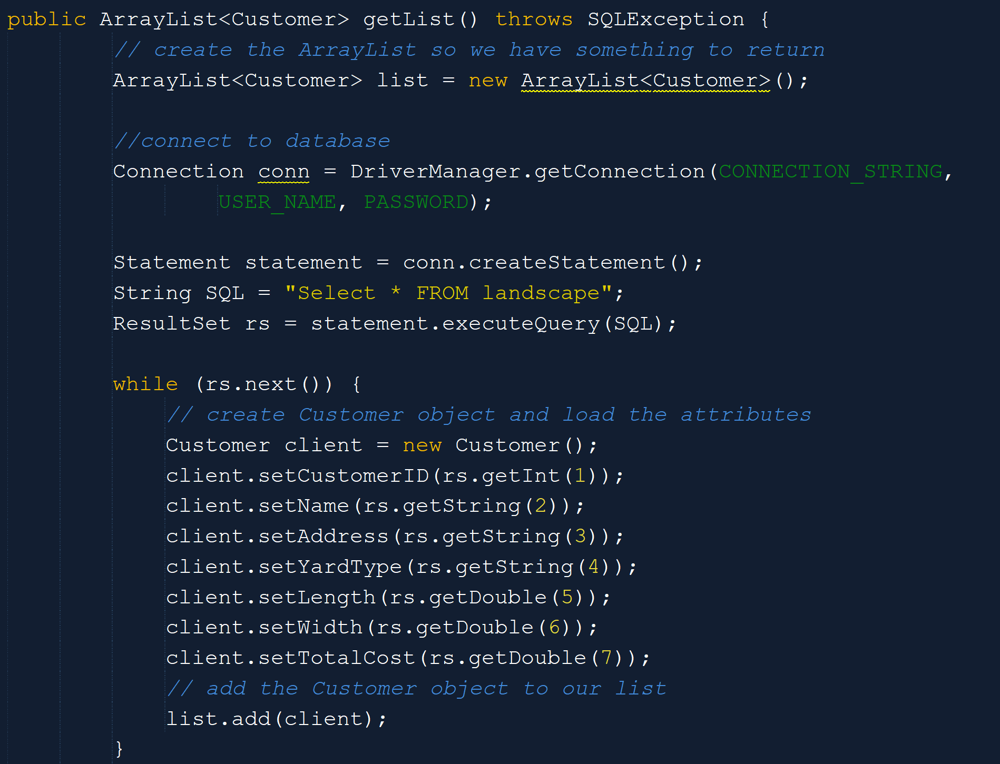 public ArrayList<Customer> getList() throws SQLException {
// create the ArrayList so we have something to return
ArrayList<Customer> list = new ArrayList<Customer>();
//connect to database
Connection conn = DriverManager.getConnection(CONNECTION_STRING,
USER_NAME, PASSWORD);
Statement statement = conn.createStatement();
String SQL = "Select * FROM landscape";
ResultSet rs = statement.executeQuery(SQL);
while (rs.next()) {
// create Customer object and load the attributes
Customer client = new Customer();
client.setCustomerID(rs.getInt(1));
client.setName(rs.getString(2));
client.setAddress(rs.getString(3));
client.setYardType(rs.getString(4));
client.setLength(rs.getDouble(5));
client.setWidth(rs.getDouble(6));
client.setTotalCost(rs.getDouble(7));
// add the Customer object to our list
list.add(client);
}